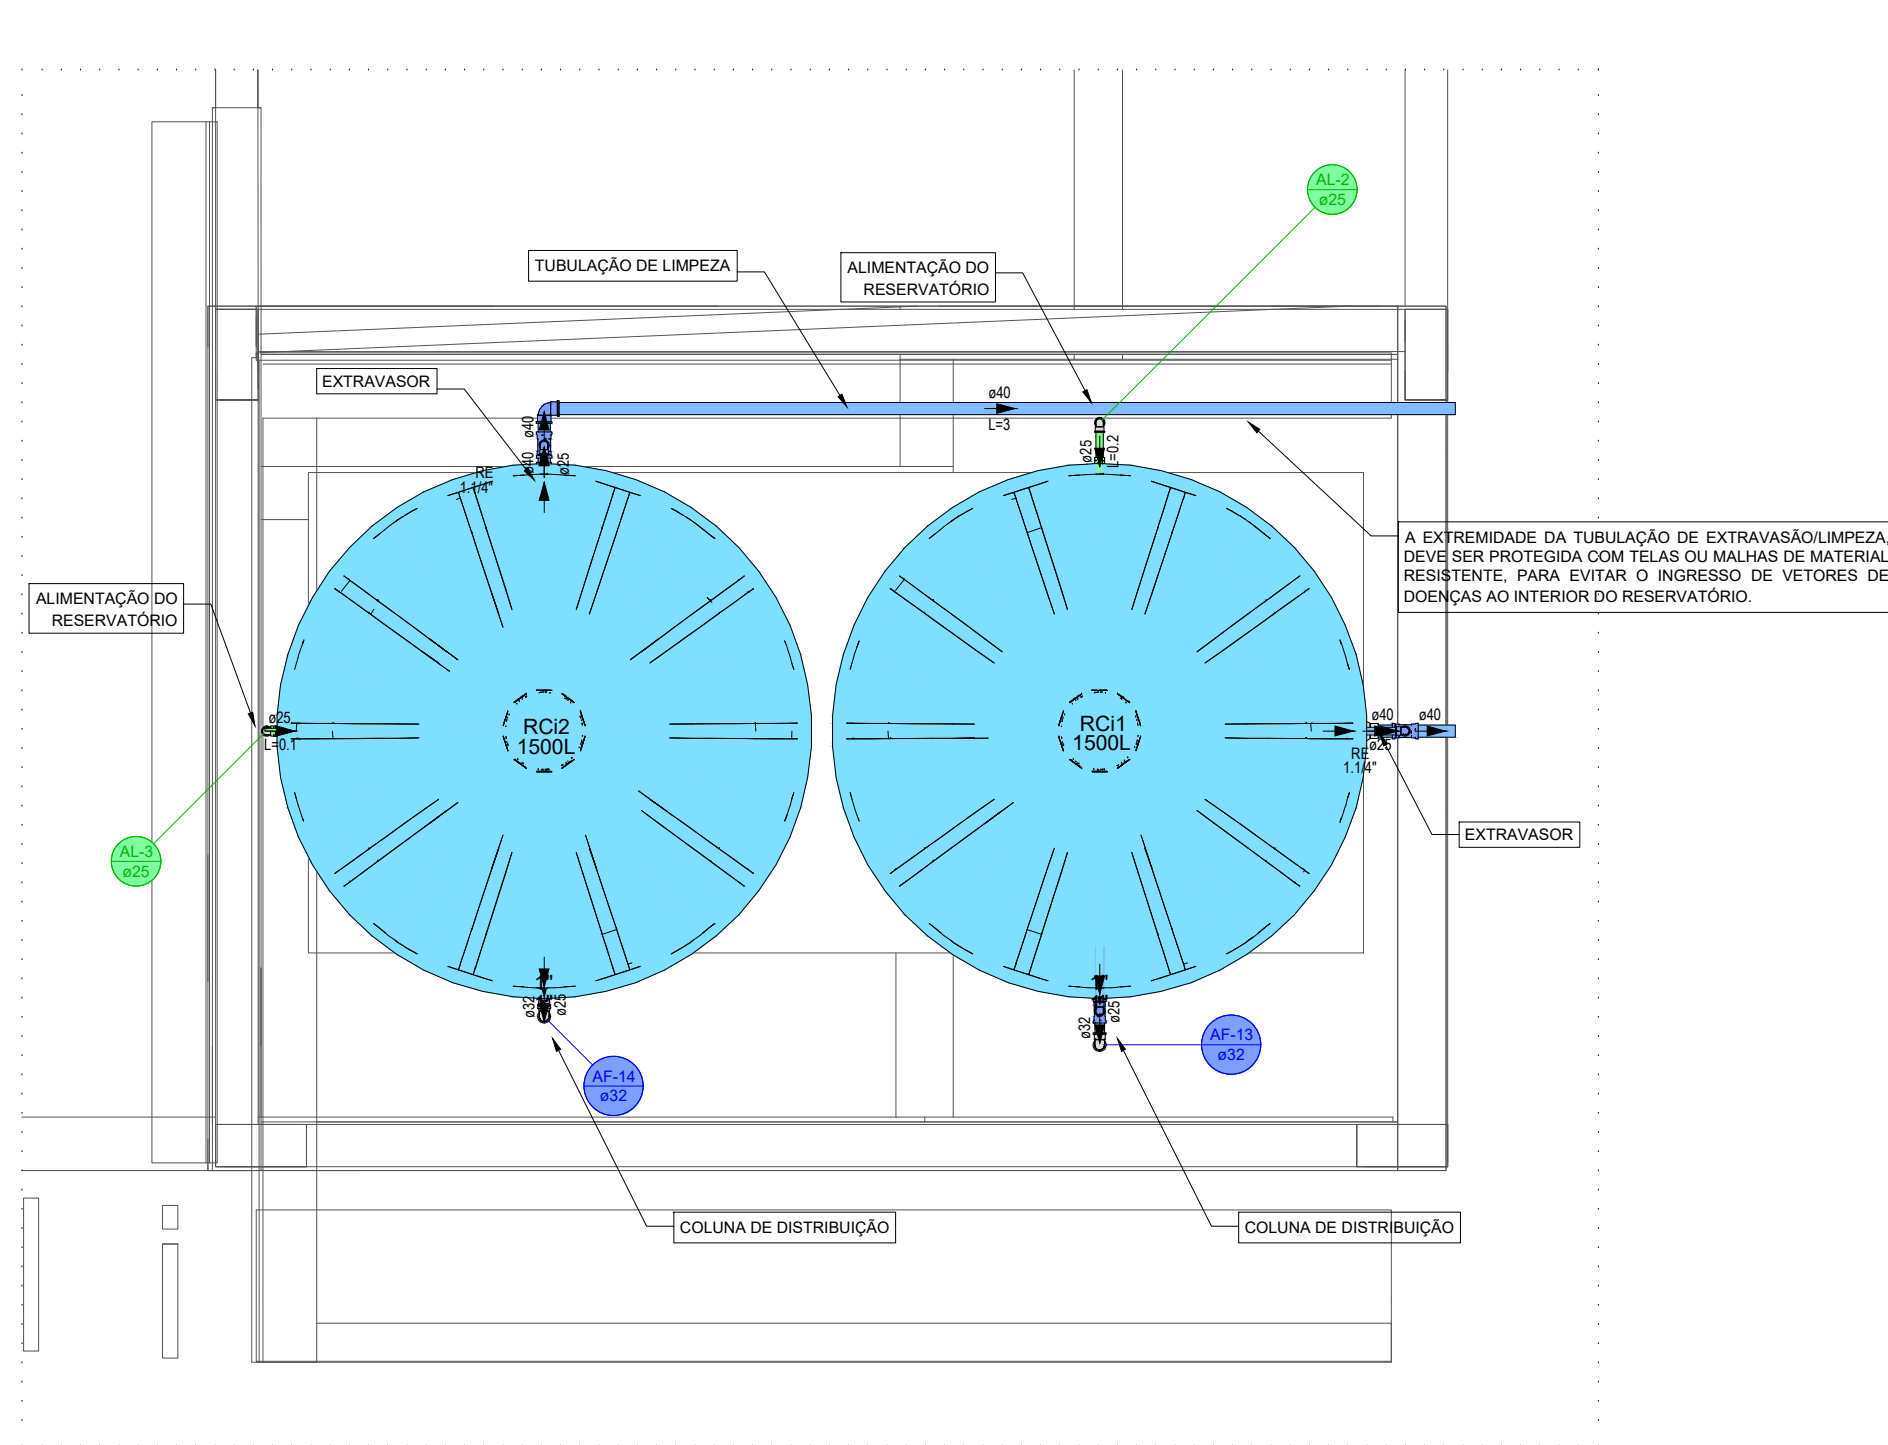 AL-2
ø25
TUBULAÇÃO DE LIMPEZA
ALIMENTAÇÃO DO
RESERVATÓRIO
EXTRAVASOR
ø40
L=3
ø40
ø40
ø25
RE
1.1/4"
ø25
L=0.2
A EXTREMIDADE DA TUBULAÇÃO DE EXTRAVASÃO/LIMPEZA,
DEVE SER PROTEGIDA COM TELAS OU MALHAS DE MATERIAL
RESISTENTE, PARA EVITAR O INGRESSO DE VETORES DE
DOENÇAS AO INTERIOR DO RESERVATÓRIO.
ALIMENTAÇÃO DO
RESERVATÓRIO
ø25
L=0.1
RCi2
1500L
RCi1
1500L
ø40
ø40
ø25
RE
1.1/4"
EXTRAVASOR
AL-3
ø25
ø32
ø25
ø32
ø25
AF-14
ø32
AF-13
ø32
COLUNA DE DISTRIBUIÇÃO
COLUNA DE DISTRIBUIÇÃO